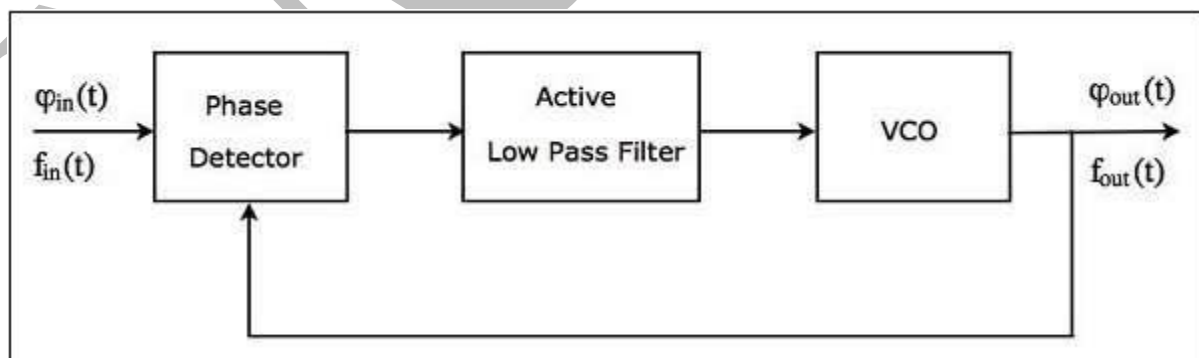 φin(t)
fin(t)
Phase
Detector
Active
Low Pass Filter
VCO
φout(t)
fout(t)